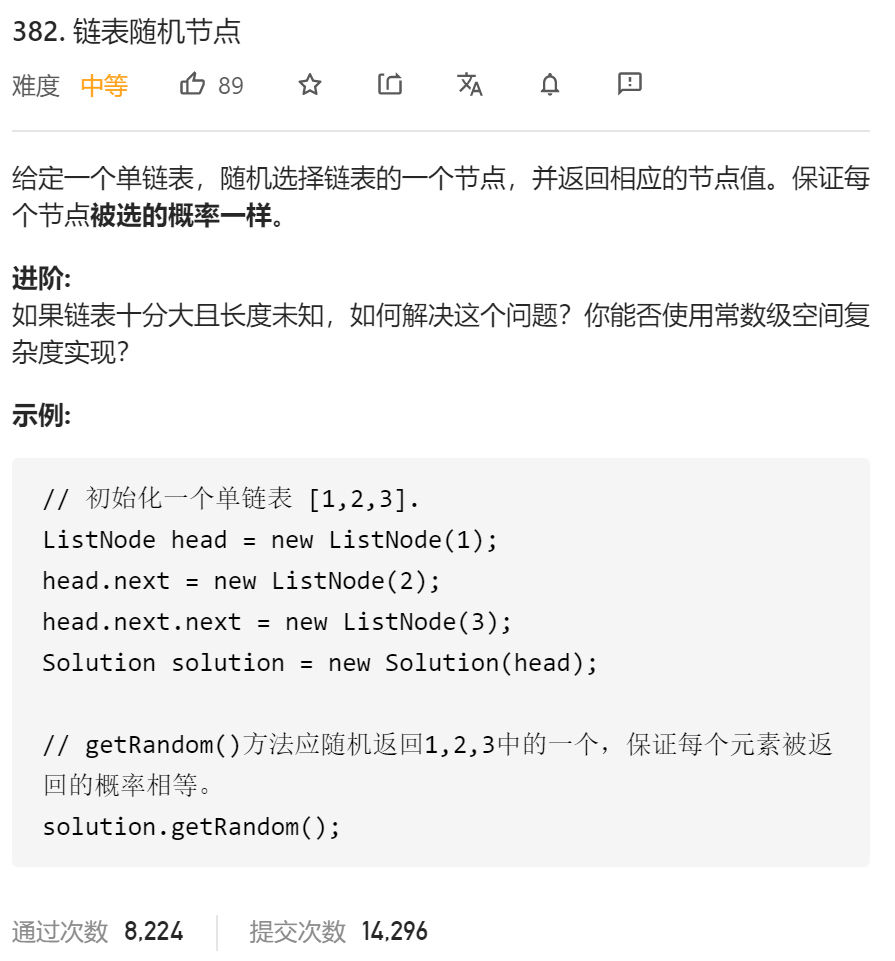 382. 链表随机节点
难度 中等 89
给定一个单链表，随机选择链表的一个节点，并返回相应的节点值。保证每
个节点被选的概率一样。
进阶:
如果链表十分大且长度未知，如何解决这个问题？你能否使用常数级空间复
杂度实现？
示例:
// 初始化一个单链表 [1,2,3].
ListNode head = new ListNode(1);
head.next = new ListNode(2);
head.next.next = new ListNode(3);
Solution solution = new Solution(head);
// getRandom()方法应随机返回1,2,3中的一个，保证每个元素被返
回的概率相等。
solution.getRandom();
通过次数 8,224 提交次数 14,296